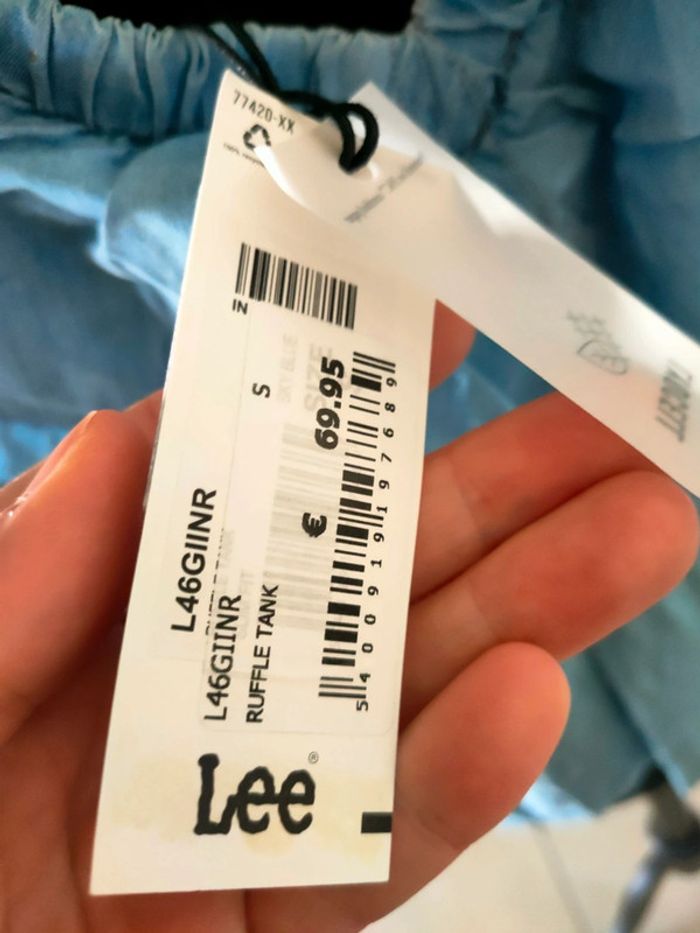 77420-XX
IN
L46GIINR
L46GIINR
S
RUFFLE TANK
€ 69.95
5400919197689
Lee®